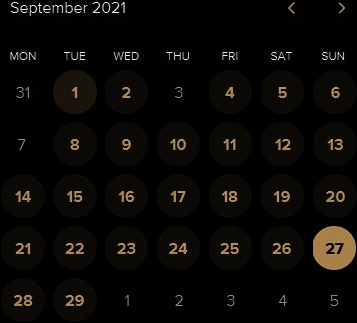 September 2021
MON TUE WED THU FRI SAT SUN
31 1 2 3 4 5 6
7 8 9 10 11 12 13
14 15 16 17 18 19 20
21 22 23 24 25 26 27
28 29 1 2 3 4 5